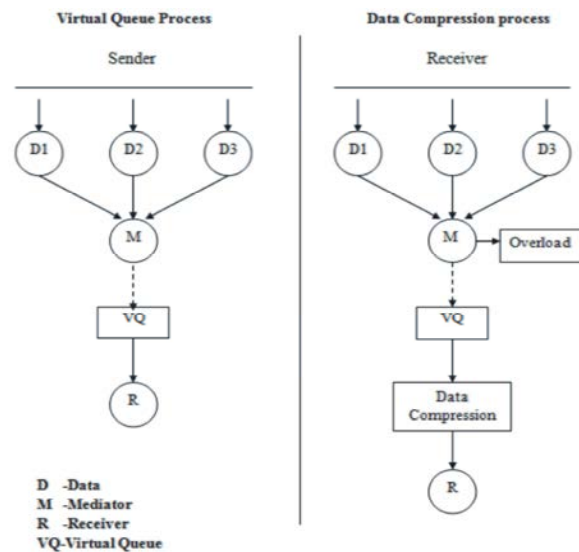 Virtual Queue Process
Sender
D1
D2
D3
M
VQ
R
D -Data
M -Mediator
R -Receiver
VQ-Virtual Queue
Data Compression process
Receiver
D1
D2
D3
M
Overload
VQ
Data
Compression
R